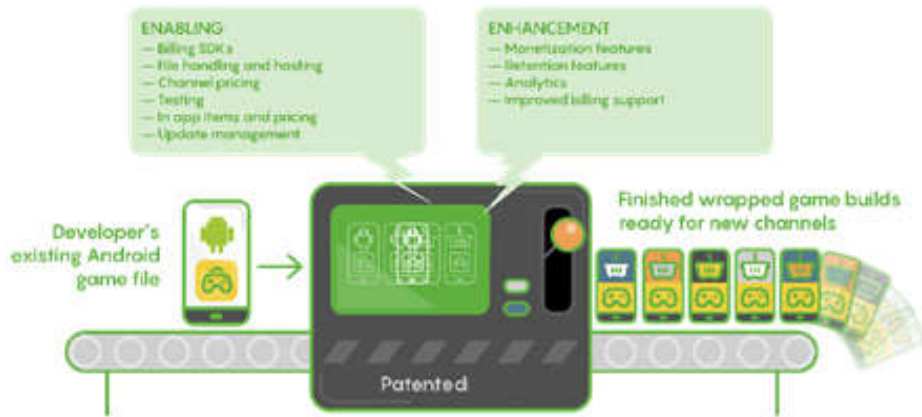 ENABLING
— Billing SDKs
— File handling and hosting
— Channel pricing
— Testing
— In app items and pricing
— Update management
ENHANCEMENT
— Monetization features
— Retention features
— Analytics
— Improved billing support
Developer's
existing Android
game file
Finished wrapped game builds
ready for new channels
Patented